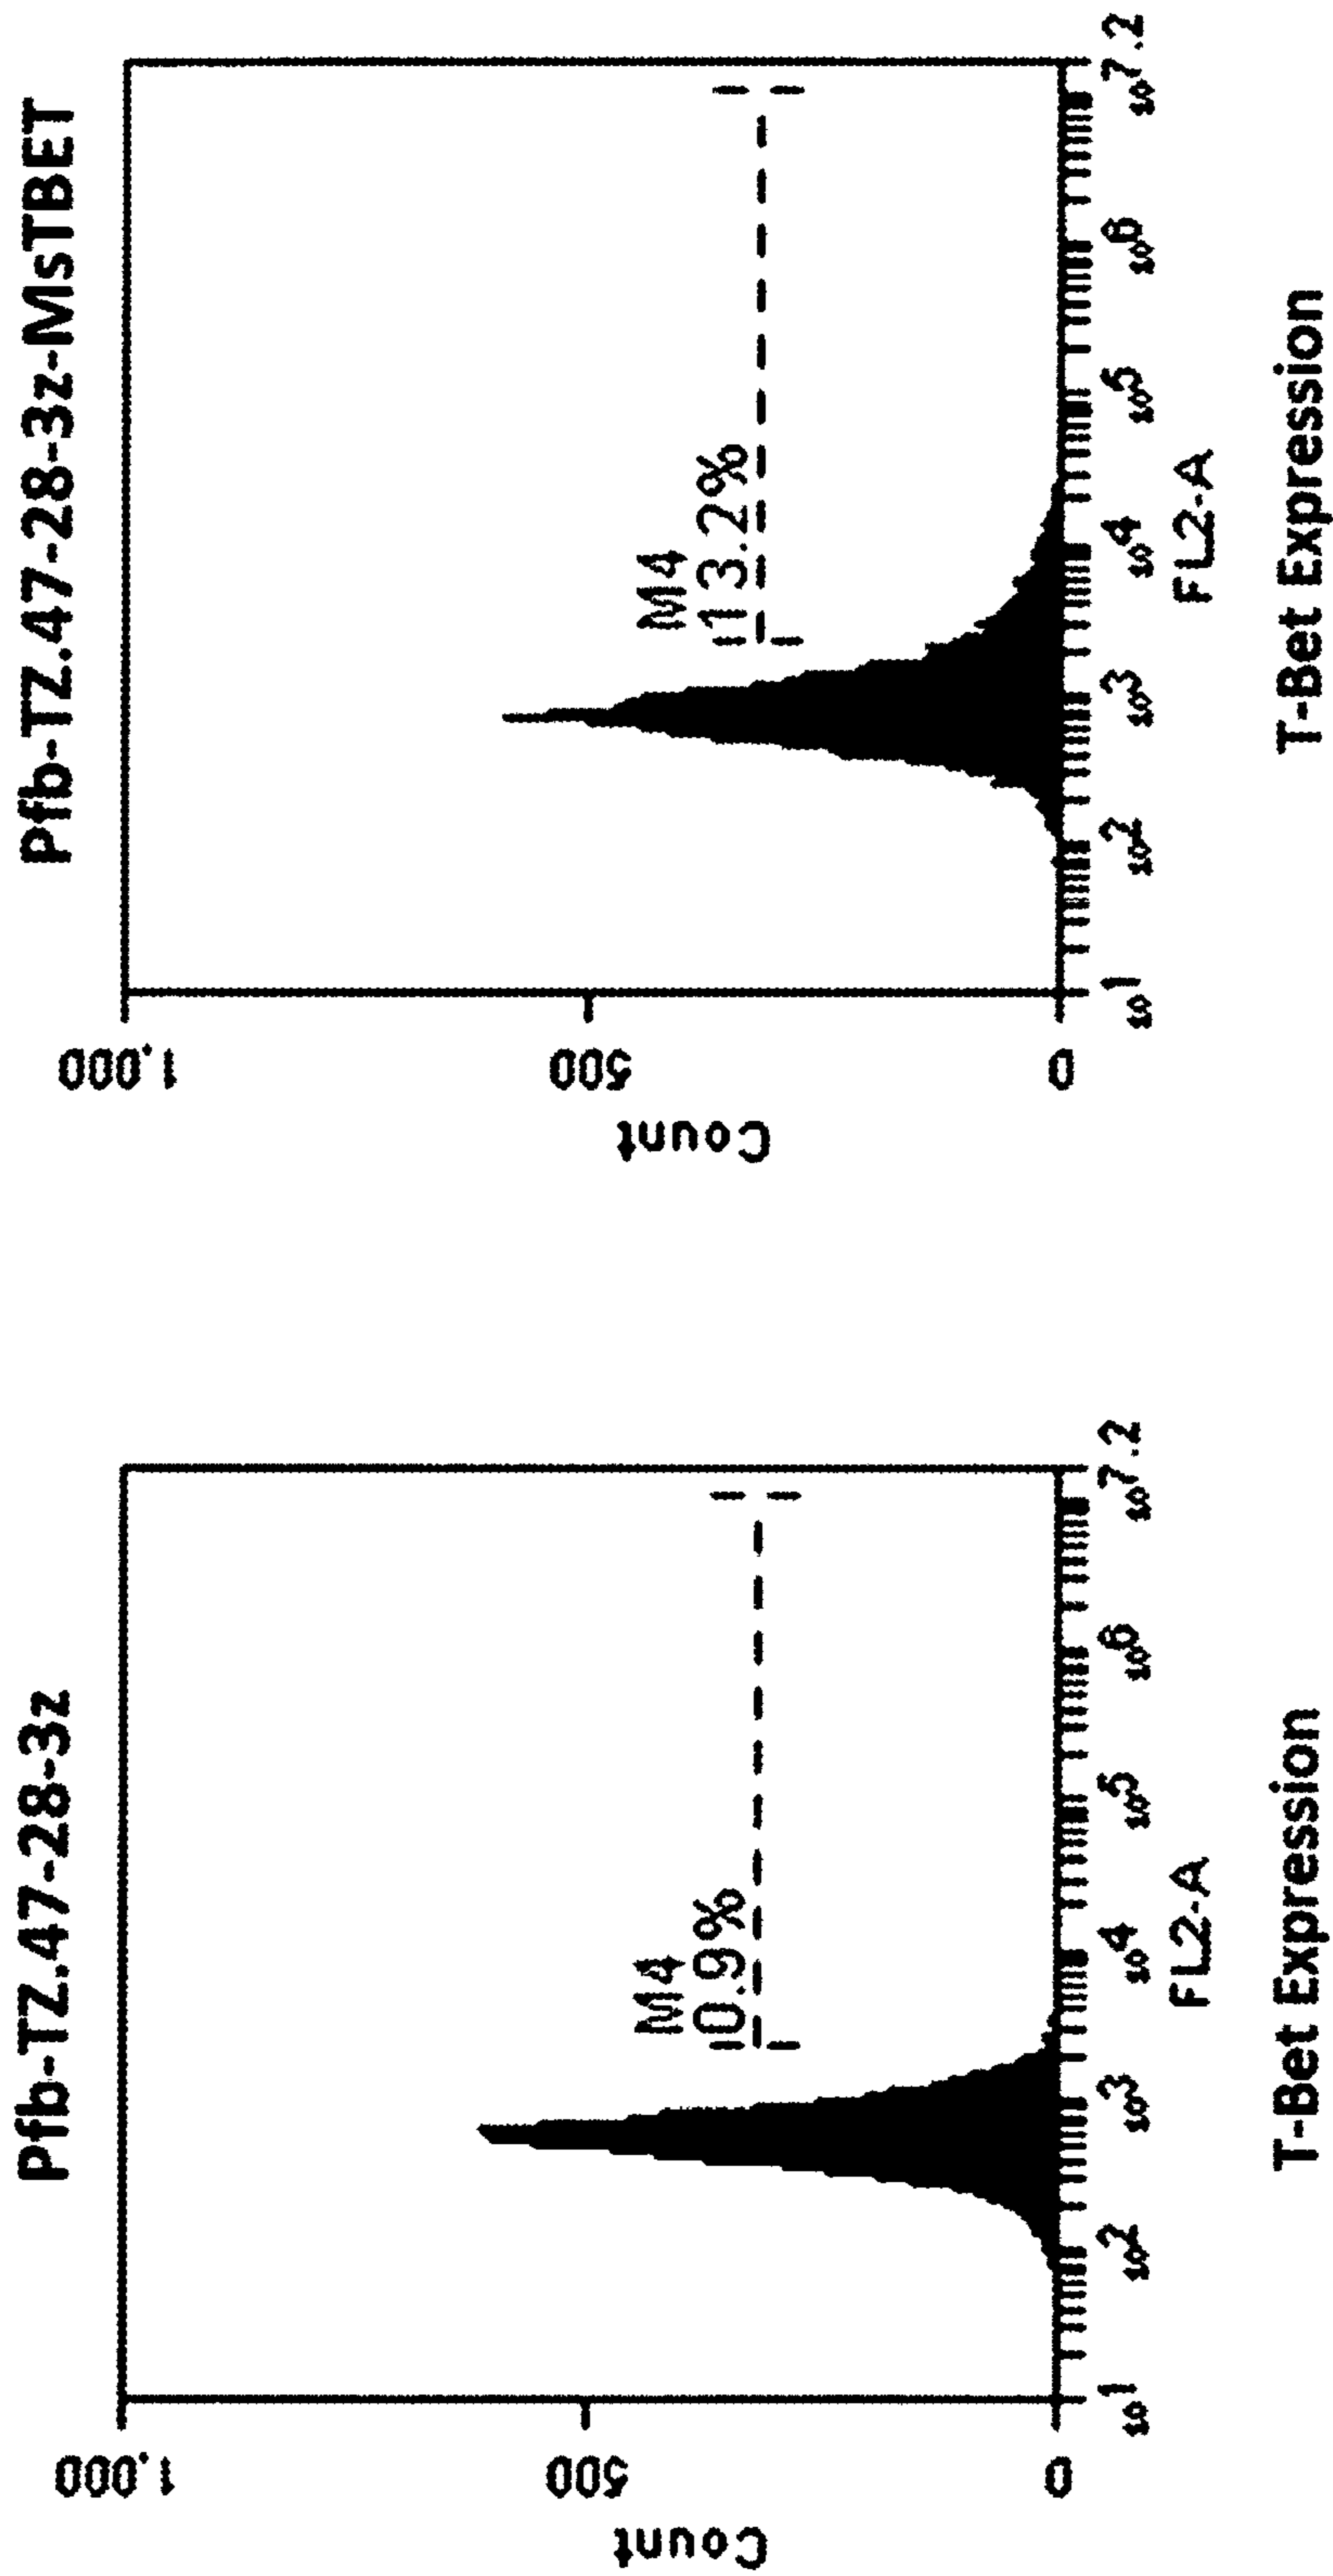 Pfb-TZ.47-28-3z
1,000
500
0
Count
M4
0.9%
10^1
10^2
10^3
10^4
10^5
10^6
10^7.2
FL2-A
T-Bet Expression
Pfb-TZ.47-28-3z-MsTBET
1,000
500
0
Count
M4
13.2%
10^1
10^2
10^3
10^4
10^5
10^6
10^7.2
FL2-A
T-Bet Expression